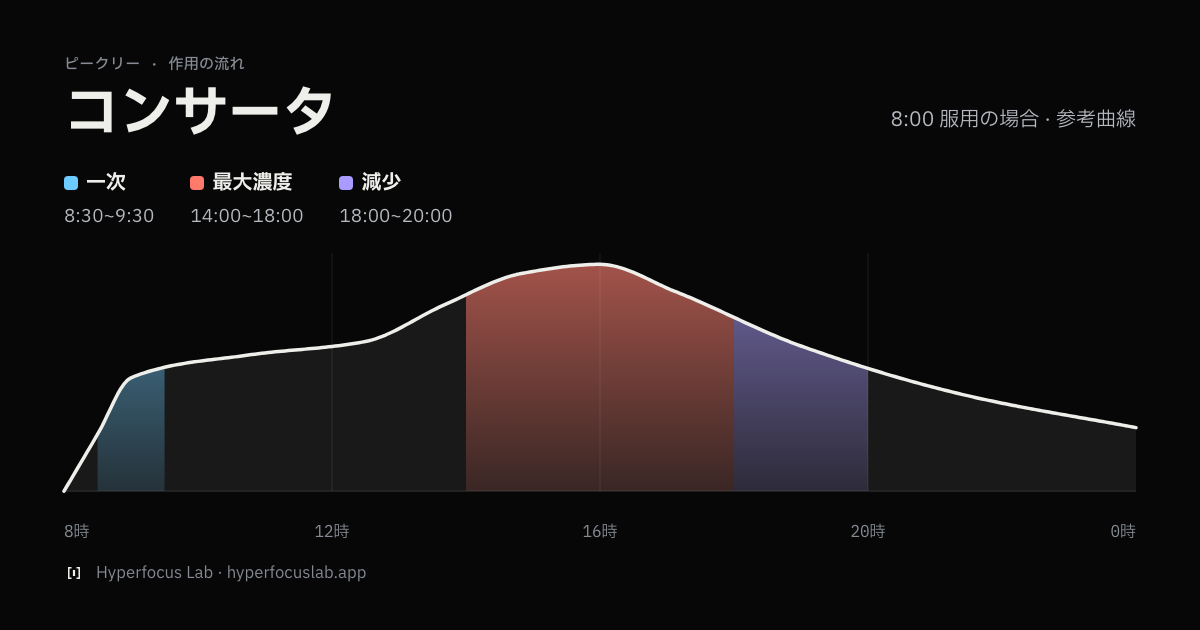 ピークリー · 作用の流れ
コンサータ
8:00 服用の場合 · 参考曲線
一次 最大濃度 減少
8:30~9:30 14:00~18:00 18:00~20:00
8時 12時 16時 20時 0時
Hyperfocus Lab · hyperfocuslab.app